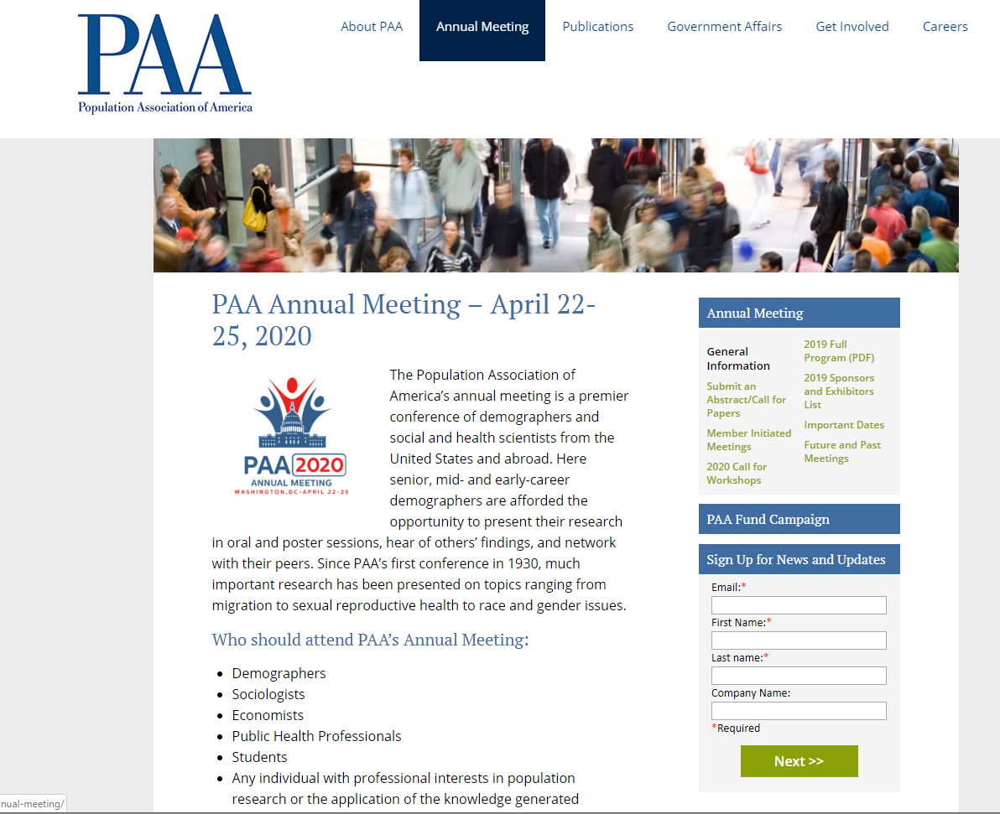 PAA
Population Association of America
About PAA
Annual Meeting
Publications
Government Affairs
Get Involved
Careers
PAA Annual Meeting – April 22-
25, 2020
PAA 2020
ANNUAL MEETING
WASHINGTON, DC - APRIL 22-25
The Population Association of
America’s annual meeting is a premier
conference of demographers and
social and health scientists from the
United States and abroad. Here
senior, mid- and early-career
demographers are afforded the
opportunity to present their research
in oral and poster sessions, hear of others’ findings, and network
with their peers. Since PAA’s first conference in 1930, much
important research has been presented on topics ranging from
migration to sexual reproductive health to race and gender issues.
Who should attend PAA’s Annual Meeting:
Demographers
Sociologists
Economists
Public Health Professionals
Students
Any individual with professional interests in population
research or the application of the knowledge generated
Annual Meeting
General
Information
Submit an
Abstract/Call for
Papers
Member Initiated
Meetings
2020 Call for
Workshops
2019 Full
Program (PDF)
2019 Sponsors
and Exhibitors
List
Important Dates
Future and Past
Meetings
PAA Fund Campaign
Sign Up for News and Updates
Email:*
First Name:*
Last name:*
Company Name:
*Required
Next >>
nual-meeting/